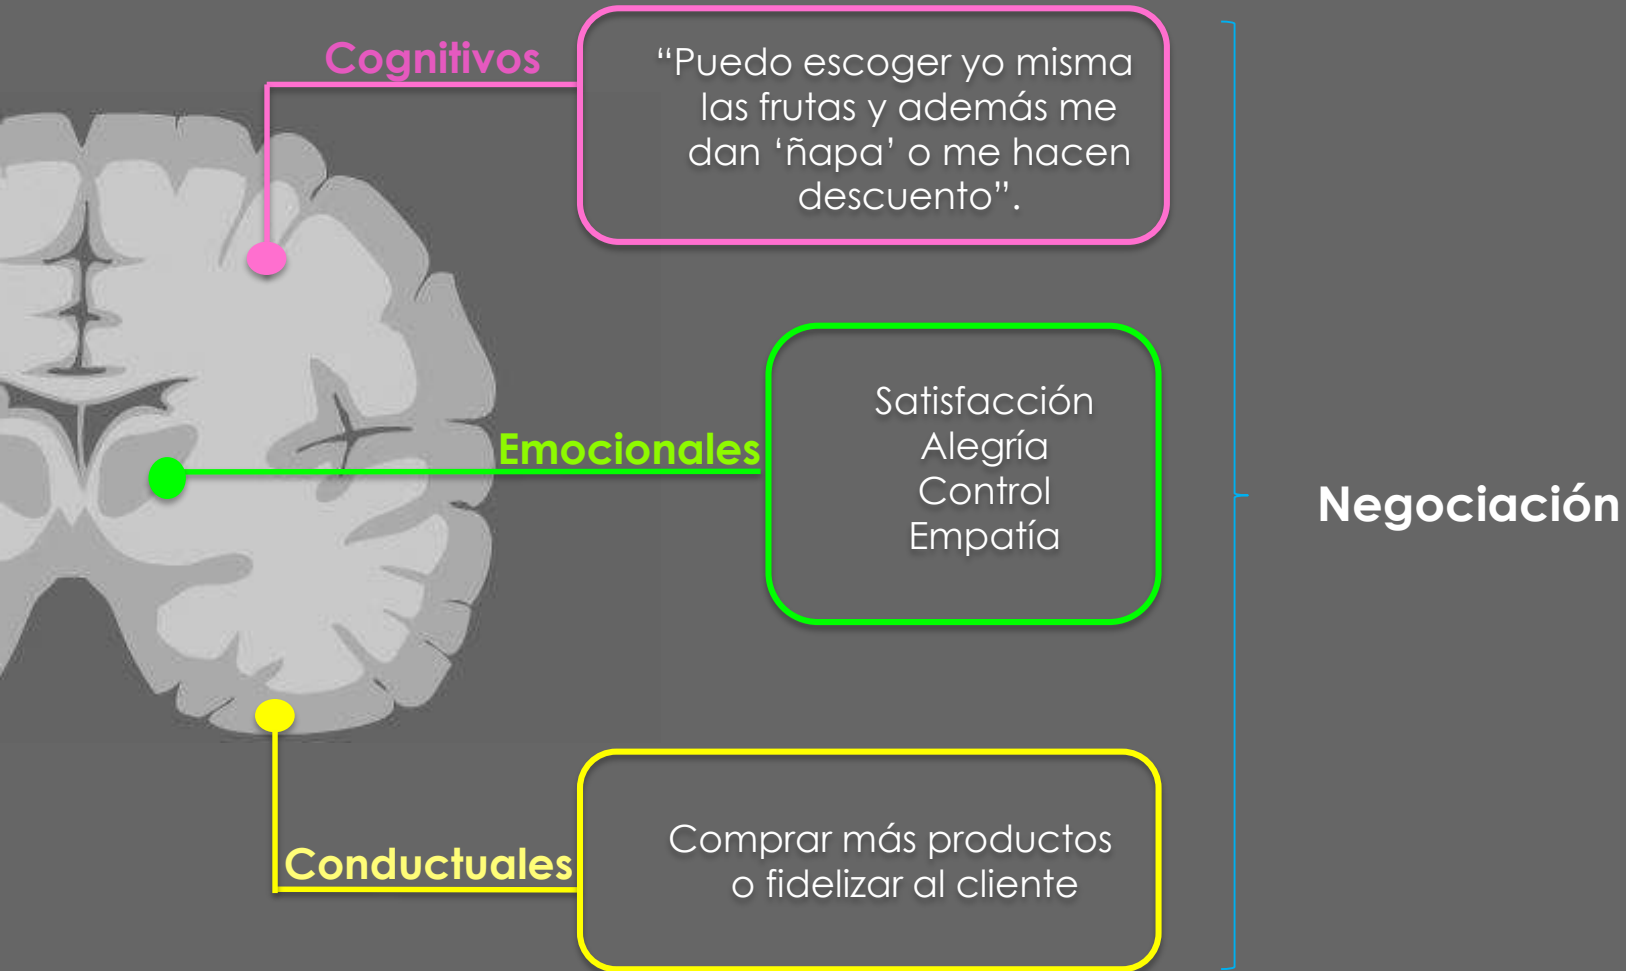 Cognitivos
“Puedo escoger yo misma
las frutas y además me
dan ‘ñapa’ o me hacen
descuento”.
Emocionales
Satisfacción
Alegría
Control
Empatía
Negociación
Conductuales
Comprar más productos
o fidelizar al cliente